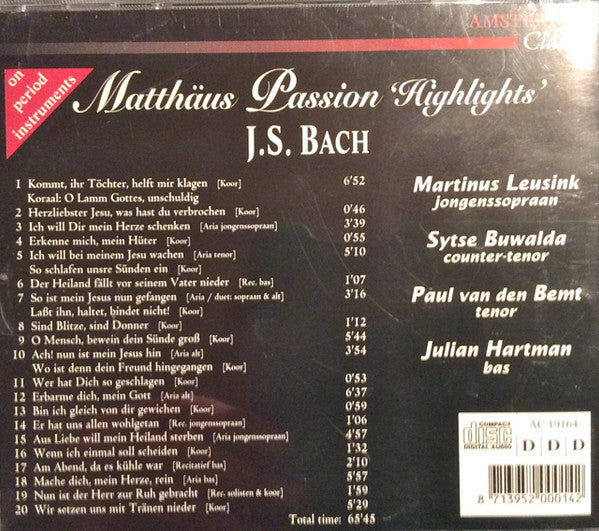 AMSTERDAM
Classics
on
period
instruments
Matthäus Passion 'Highlights'
J.S. BACH
1 Kommt, ihr Töchter, helft mir klagen [Koor] 6'52
Koraal: O Lamm Gottes, unschuldig
2 Herzliebster Jesu, was hast du verbrochen [Koor] 0'46
3 Ich will Dir mein Herze schenken [Aria jongenssopraan] 3'39
4 Erkenne mich, mein Hüter [Koor] 0'55
5 Ich will bei meinem Jesu wachen [Aria tenor] 5'10
So schlafen unsre Sünden ein [Koor]
6 Der Heiland fällt vor seinem Vater nieder [Rec. bas] 1'07
7 So ist mein Jesus nun gefangen [Aria / duet: sopraan & alt] 3'16
Laßt ihn, haltet, bindet nicht! [Koor]
8 Sind Blitze, sind Donner [Koor] 1'12
9 O Mensch, bewein dein Sünde groß [Koor] 5'44
10 Ach! nun ist mein Jesus hin [Aria alt] 3'54
Wo ist denn dein Freund hingegangen [Koor]
11 Wer hat Dich so geschlagen [Koor] 0'53
12 Erbarme dich, mein Gott [Aria alt] 6'37
13 Bin ich gleich von dir gewichen [Koor] 0'59
14 Er hat uns allen wohlgetan [Rec. jongenssopraan] 1'06
15 Aus Liebe will mein Heiland sterben [Aria jongenssopraan] 4'57
16 Wenn ich einmal soll scheiden [Koor] 1'32
17 Am Abend, da es kühle war [Recitatief bas] 2'10
18 Mache dich, mein Herze, rein [Aria bas] 5'57
19 Nun ist der Herr zur Ruh gebracht [Rec. solisten & koor] 1'59
20 Wir setzen uns mit Tränen nieder [Koor] 5'29
Total time: 65'45
Martinus Leusink
jongenssopraan
Sytse Buwalda
counter-tenor
Paul van den Bemt
tenor
Julian Hartman
bas
COMPACT
disc
DIGITAL AUDIO
AC 19164
D D D
8 713952 000142